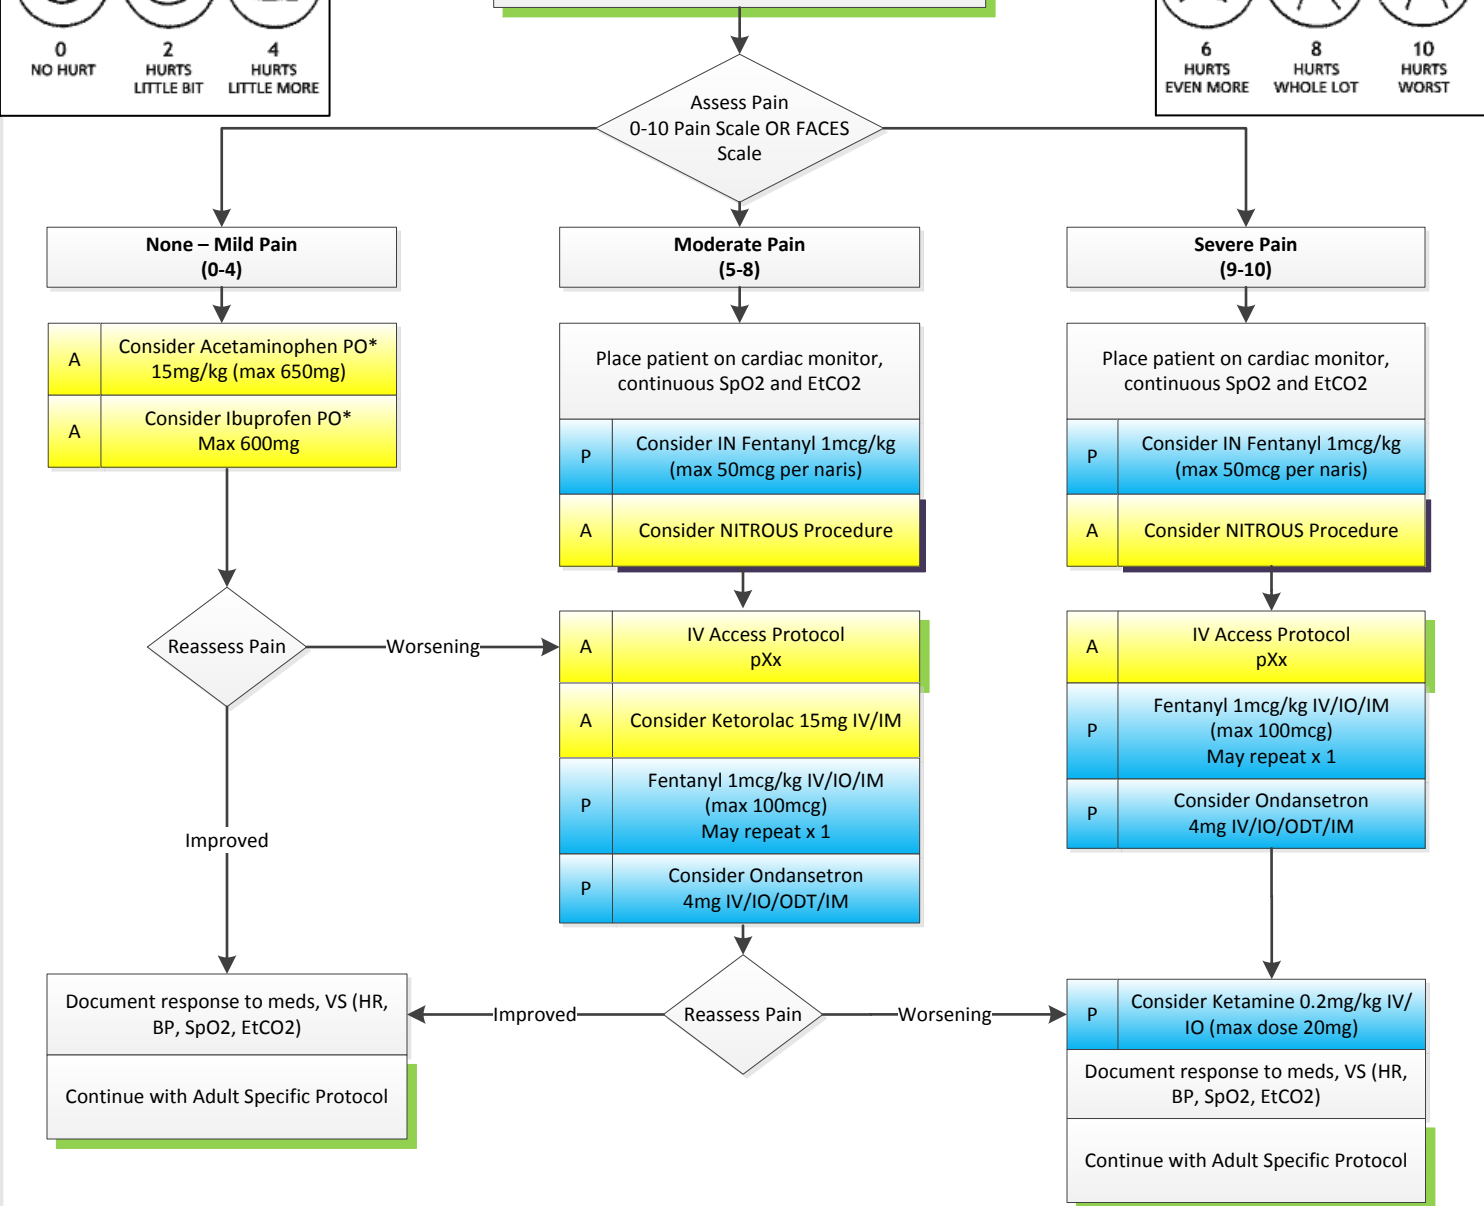 0
NO HURT
2
HURTS
LITTLE BIT
4
HURTS
LITTLE MORE
6
HURTS
EVEN MORE
8
HURTS
WHOLE LOT
10
HURTS
WORST
Assess Pain
0-10 Pain Scale OR FACES
Scale
None – Mild Pain
(0-4)
Moderate Pain
(5-8)
Severe Pain
(9-10)
A
Consider Acetaminophen PO*
15mg/kg (max 650mg)
A
Consider Ibuprofen PO*
Max 600mg
Place patient on cardiac monitor,
continuous SpO2 and EtCO2
P
Consider IN Fentanyl 1mcg/kg
(max 50mcg per naris)
A
Consider NITROUS Procedure
Place patient on cardiac monitor,
continuous SpO2 and EtCO2
P
Consider IN Fentanyl 1mcg/kg
(max 50mcg per naris)
A
Consider NITROUS Procedure
Reassess Pain
Worsening
A
IV Access Protocol
pXx
A
Consider Ketorolac 15mg IV/IM
P
Fentanyl 1mcg/kg IV/IO/IM
(max 100mcg)
May repeat x 1
P
Consider Ondansetron
4mg IV/IO/ODT/IM
A
IV Access Protocol
pXx
P
Fentanyl 1mcg/kg IV/IO/IM
(max 100mcg)
May repeat x 1
P
Consider Ondansetron
4mg IV/IO/ODT/IM
Improved
Document response to meds, VS (HR,
BP, SpO2, EtCO2)
Continue with Adult Specific Protocol
Improved
Reassess Pain
Worsening
P
Consider Ketamine 0.2mg/kg IV/
IO (max dose 20mg)
Document response to meds, VS (HR,
BP, SpO2, EtCO2)
Continue with Adult Specific Protocol